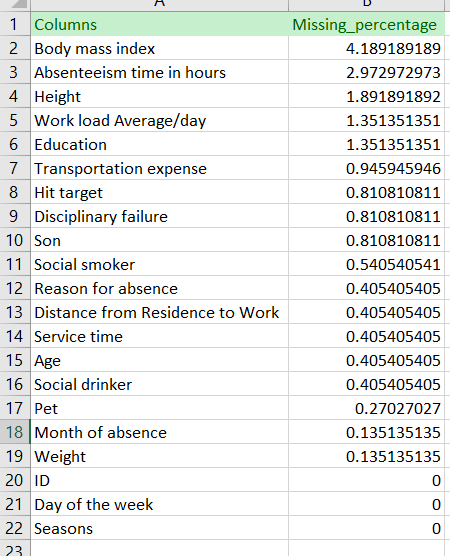 A B
1 Columns Missing_percentage
2 Body mass index 4.189189189
3 Absenteeism time in hours 2.972972973
4 Height 1.891891892
5 Work load Average/day 1.351351351
6 Education 1.351351351
7 Transportation expense 0.945945946
8 Hit target 0.810810811
9 Disciplinary failure 0.810810811
10 Son 0.810810811
11 Social smoker 0.540540541
12 Reason for absence 0.405405405
13 Distance from Residence to Work 0.405405405
14 Service time 0.405405405
15 Age 0.405405405
16 Social drinker 0.405405405
17 Pet 0.27027027
18 Month of absence 0.135135135
19 Weight 0.135135135
20 ID 0
21 Day of the week 0
22 Seasons 0
23